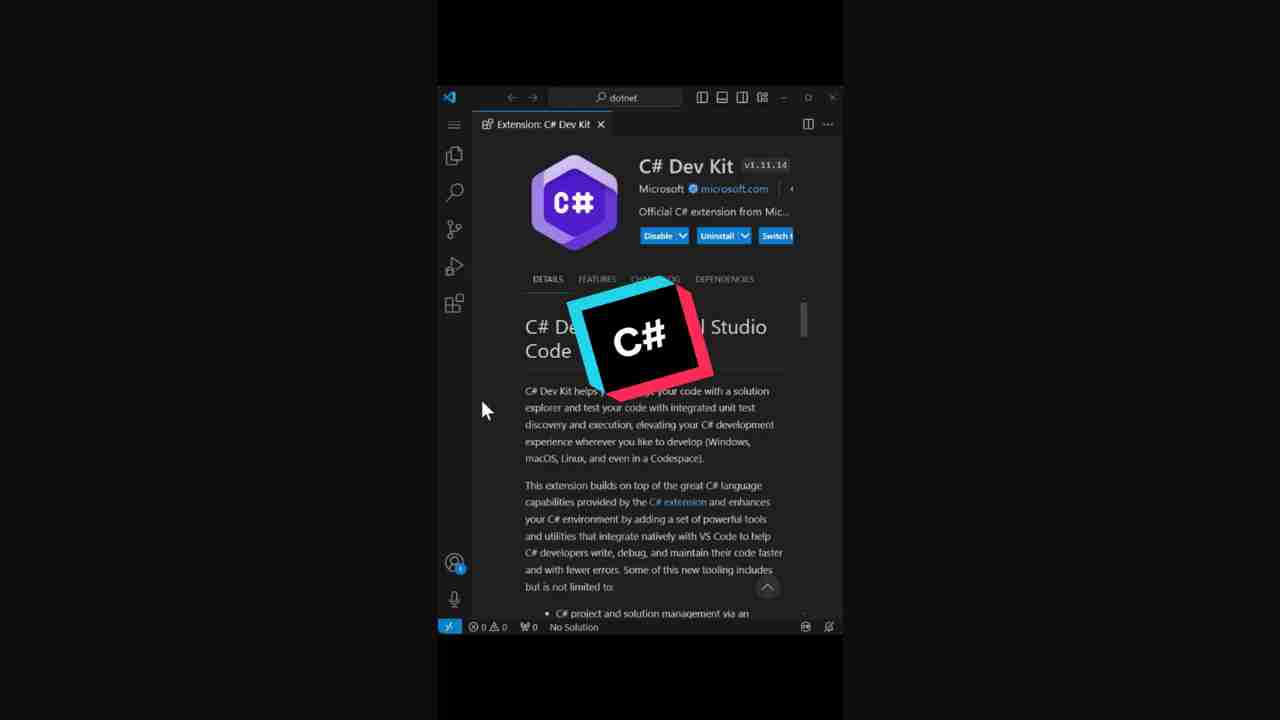 dotnet
Extension: C# Dev Kit
C#
C# Dev Kit v1.11.14
Microsoft microsoft.com
Official C# extension from Mic...
Disable Uninstall Switch t
DETAILS FEATURES DEPENDENCIES
C#
C# Studio
Code
C# Dev Kit helps your code with a solution
explorer and test your code with integrated unit test
discovery and execution, elevating your C# development
experience wherever you like to develop (Windows,
macOS, Linux, and even in a Codespace).
This extension builds on top of the great C# language
capabilities provided by the C# extension and enhances
your C# environment by adding a set of powerful tools
and utilities that integrate natively with VS Code to help
C# developers write, debug, and maintain their code faster
and with fewer errors. Some of this new tooling includes
but is not limited to:
• C# project and solution management via an
0 0 0 No Solution